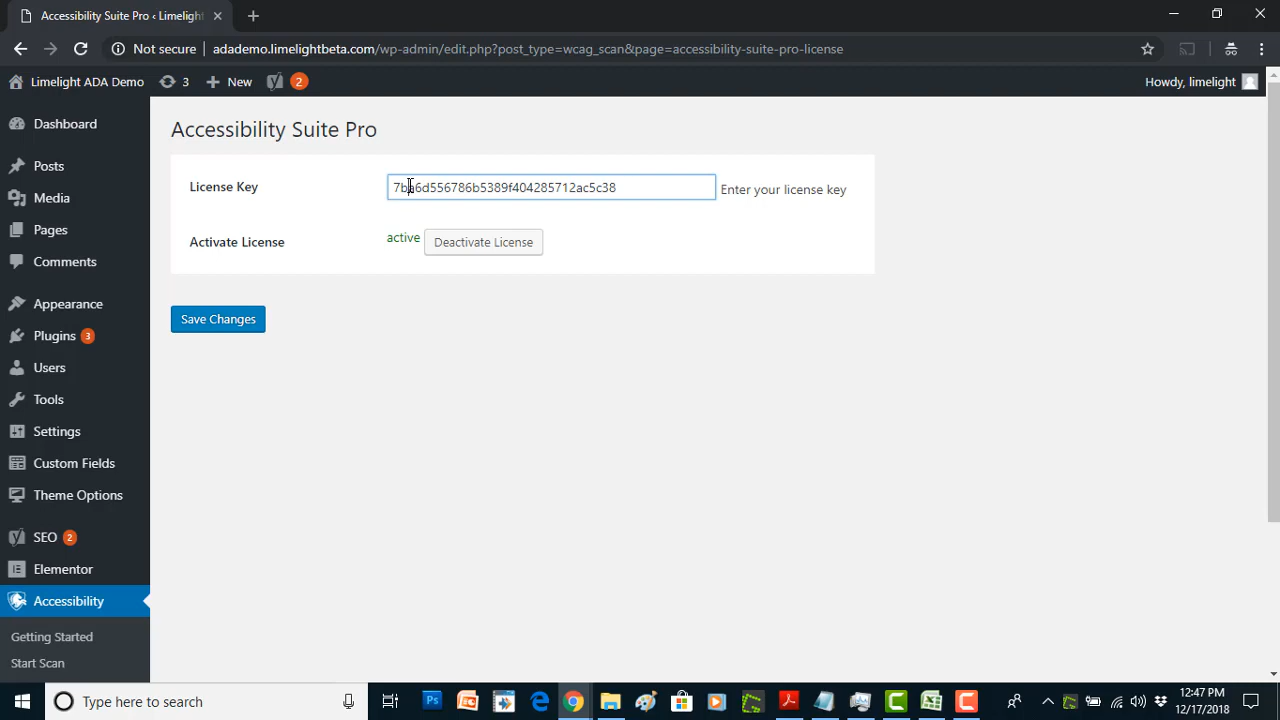 Accessibility Suite Pro ‹ Limelight
Not secure
adademo.limelightbeta.com/wp-admin/edit.php?post_type=wcag_scan&page=accessibility-suite-pro-license
Limelight ADA Demo 3 New 2 Howdy, limelight
Dashboard
Posts
Media
Pages
Comments
Appearance
Plugins 3
Users
Tools
Settings
Custom Fields
Theme Options
SEO 2
Elementor
Accessibility
Getting Started
Start Scan
Accessibility Suite Pro
License Key 7ba6d556786b5389f404285712ac5c38 Enter your license key
Activate License active Deactivate License
Save Changes
Type here to search
12:47 PM
12/17/2018